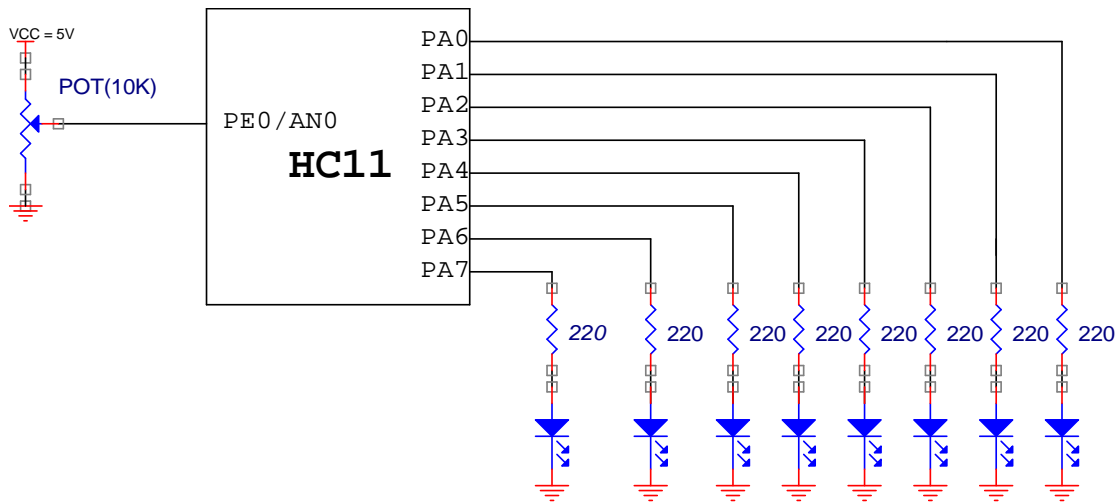 VCC = 5V
POT(10K)
PE0/AN0
HC11
PA0
PA1
PA2
PA3
PA4
PA5
PA6
PA7
220 220 220 220 220 220 220 220